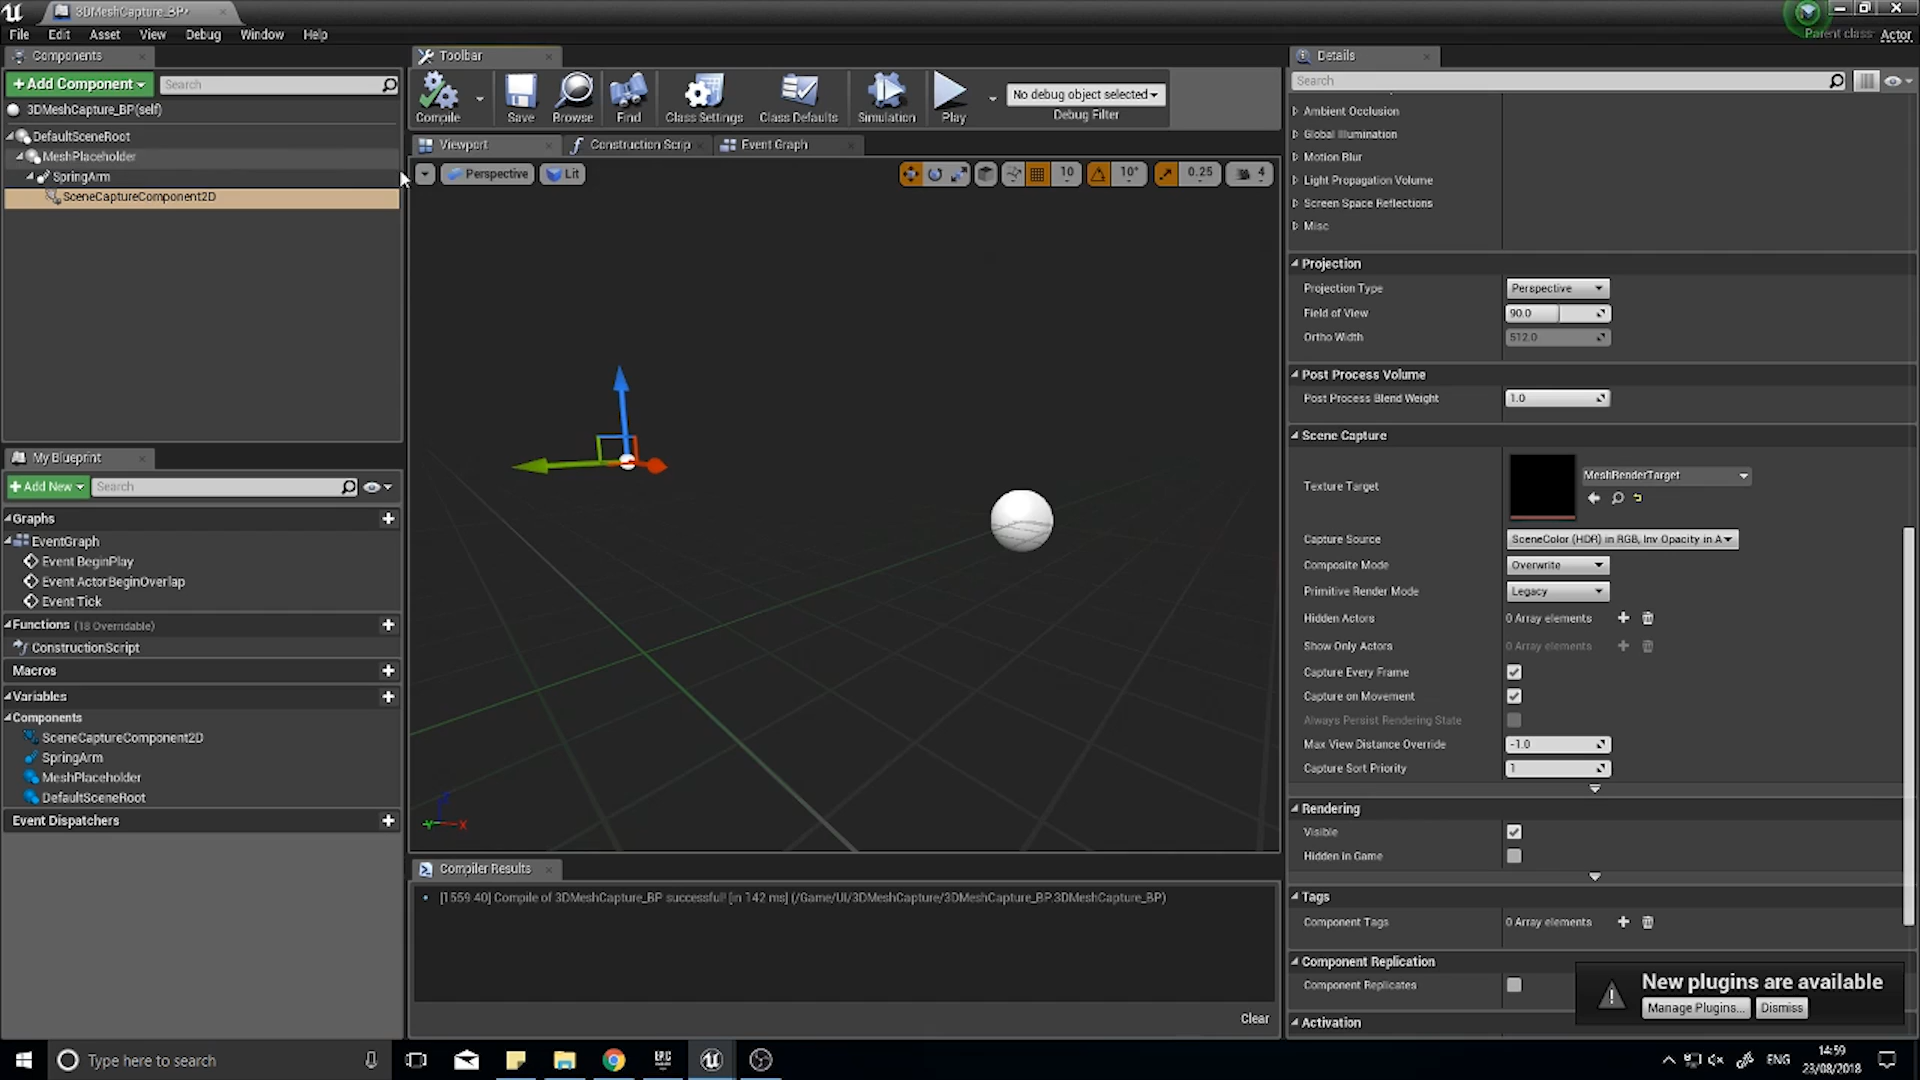 3DMeshCapture_BP*
File Edit Asset View Debug Window Help
Parent class: Actor
Components
+Add Component
Search
3DMeshCapture_BP(self)
DefaultSceneRoot
MeshPlaceholder
SpringArm
SceneCaptureComponent2D
Toolbar
Compile
Save
Browse
Find
Class Settings
Class Defaults
Simulation
Play
No debug object selected
Debug Filter
Viewport
Construction Scrip
Event Graph
Perspective
Lit
10
10°
0.25
4
Y X
My Blueprint
+Add New
Search
Graphs
EventGraph
Event BeginPlay
Event ActorBeginOverlap
Event Tick
Functions (18 Overridable)
ConstructionScript
Macros
Variables
Components
SceneCaptureComponent2D
SpringArm
MeshPlaceholder
DefaultSceneRoot
Event Dispatchers
Compiler Results
[1559.40] Compile of 3DMeshCapture_BP successful! [in 142 ms] (/Game/UI/3DMeshCapture/3DMeshCapture_BP.3DMeshCapture_BP)
Clear
Details
Search
Ambient Occlusion
Global Illumination
Motion Blur
Light Propagation Volume
Screen Space Reflections
Misc
Projection
Projection Type Perspective
Field of View 90.0
Ortho Width 512.0
Post Process Volume
Post Process Blend Weight 1.0
Scene Capture
Texture Target MeshRenderTarget
Capture Source SceneColor (HDR) in RGB, Inv Opacity in A
Composite Mode Overwrite
Primitive Render Mode Legacy
Hidden Actors 0 Array elements
Show Only Actors 0 Array elements
Capture Every Frame
Capture on Movement
Always Persist Rendering State
Max View Distance Override -1.0
Capture Sort Priority 1
Rendering
Visible
Hidden in Game
Tags
Component Tags 0 Array elements
Component Replication
Component Replicates
Activation
New plugins are available
Manage Plugins...
Dismiss
Type here to search
EPIC
ENG
14:59
23/08/2018